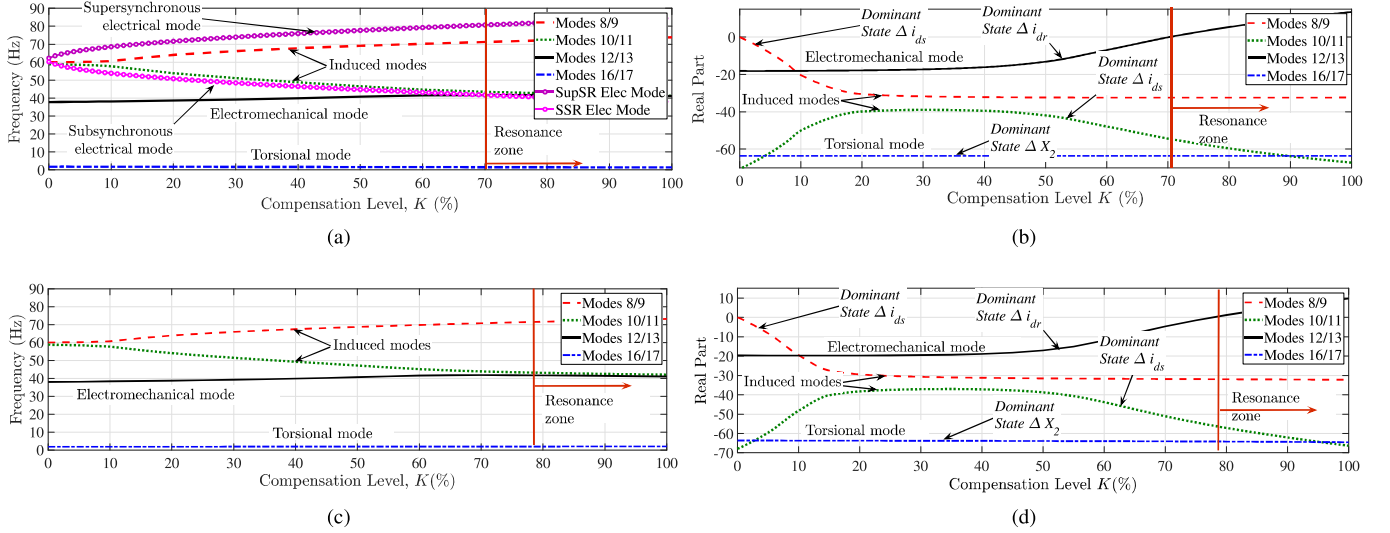 90
80
70
60
50
40
30
20
10
0
Frequency (Hz)
Supersynchronous
electrical mode
Induced modes
Electromechanical mode
Subsynchronous
electrical mode
Torsional mode
Resonance
zone
Modes 8/9
Modes 10/11
Modes 12/13
Modes 16/17
SupSR Elec Mode
SSR Elec Mode
0 10 20 30 40 50 60 70 80 90 100
Compensation Level, K (%)
(a)
0
-20
-40
-60
Real Part
Dominant
State Δ i_ds
Dominant
State Δ i_dr
Dominant
State Δ i_ds
Electromechanical mode
Induced modes
Torsional mode
Dominant
State Δ X_2
Resonance
zone
Modes 8/9
Modes 10/11
Modes 12/13
Modes 16/17
0 10 20 30 40 50 60 70 80 90 100
Compensation Level K (%)
(b)
90
80
70
60
50
40
30
20
10
0
Frequency (Hz)
Induced modes
Electromechanical mode
Torsional mode
Resonance
zone
Modes 8/9
Modes 10/11
Modes 12/13
Modes 16/17
0 10 20 30 40 50 60 70 80 90 100
Compensation Level, K(%)
(c)
10
0
-10
-20
-30
-40
-50
-60
-70
Real Part
Dominant
State Δ i_ds
Dominant
State Δ i_dr
Dominant
State Δ i_ds
Electromechanical mode
Induced modes
Torsional mode
Dominant
State Δ X_2
Resonance
zone
Modes 8/9
Modes 10/11
Modes 12/13
Modes 16/17
0 10 20 30 40 50 60 70 80 90 100
Compensation Level K(%)
(d)